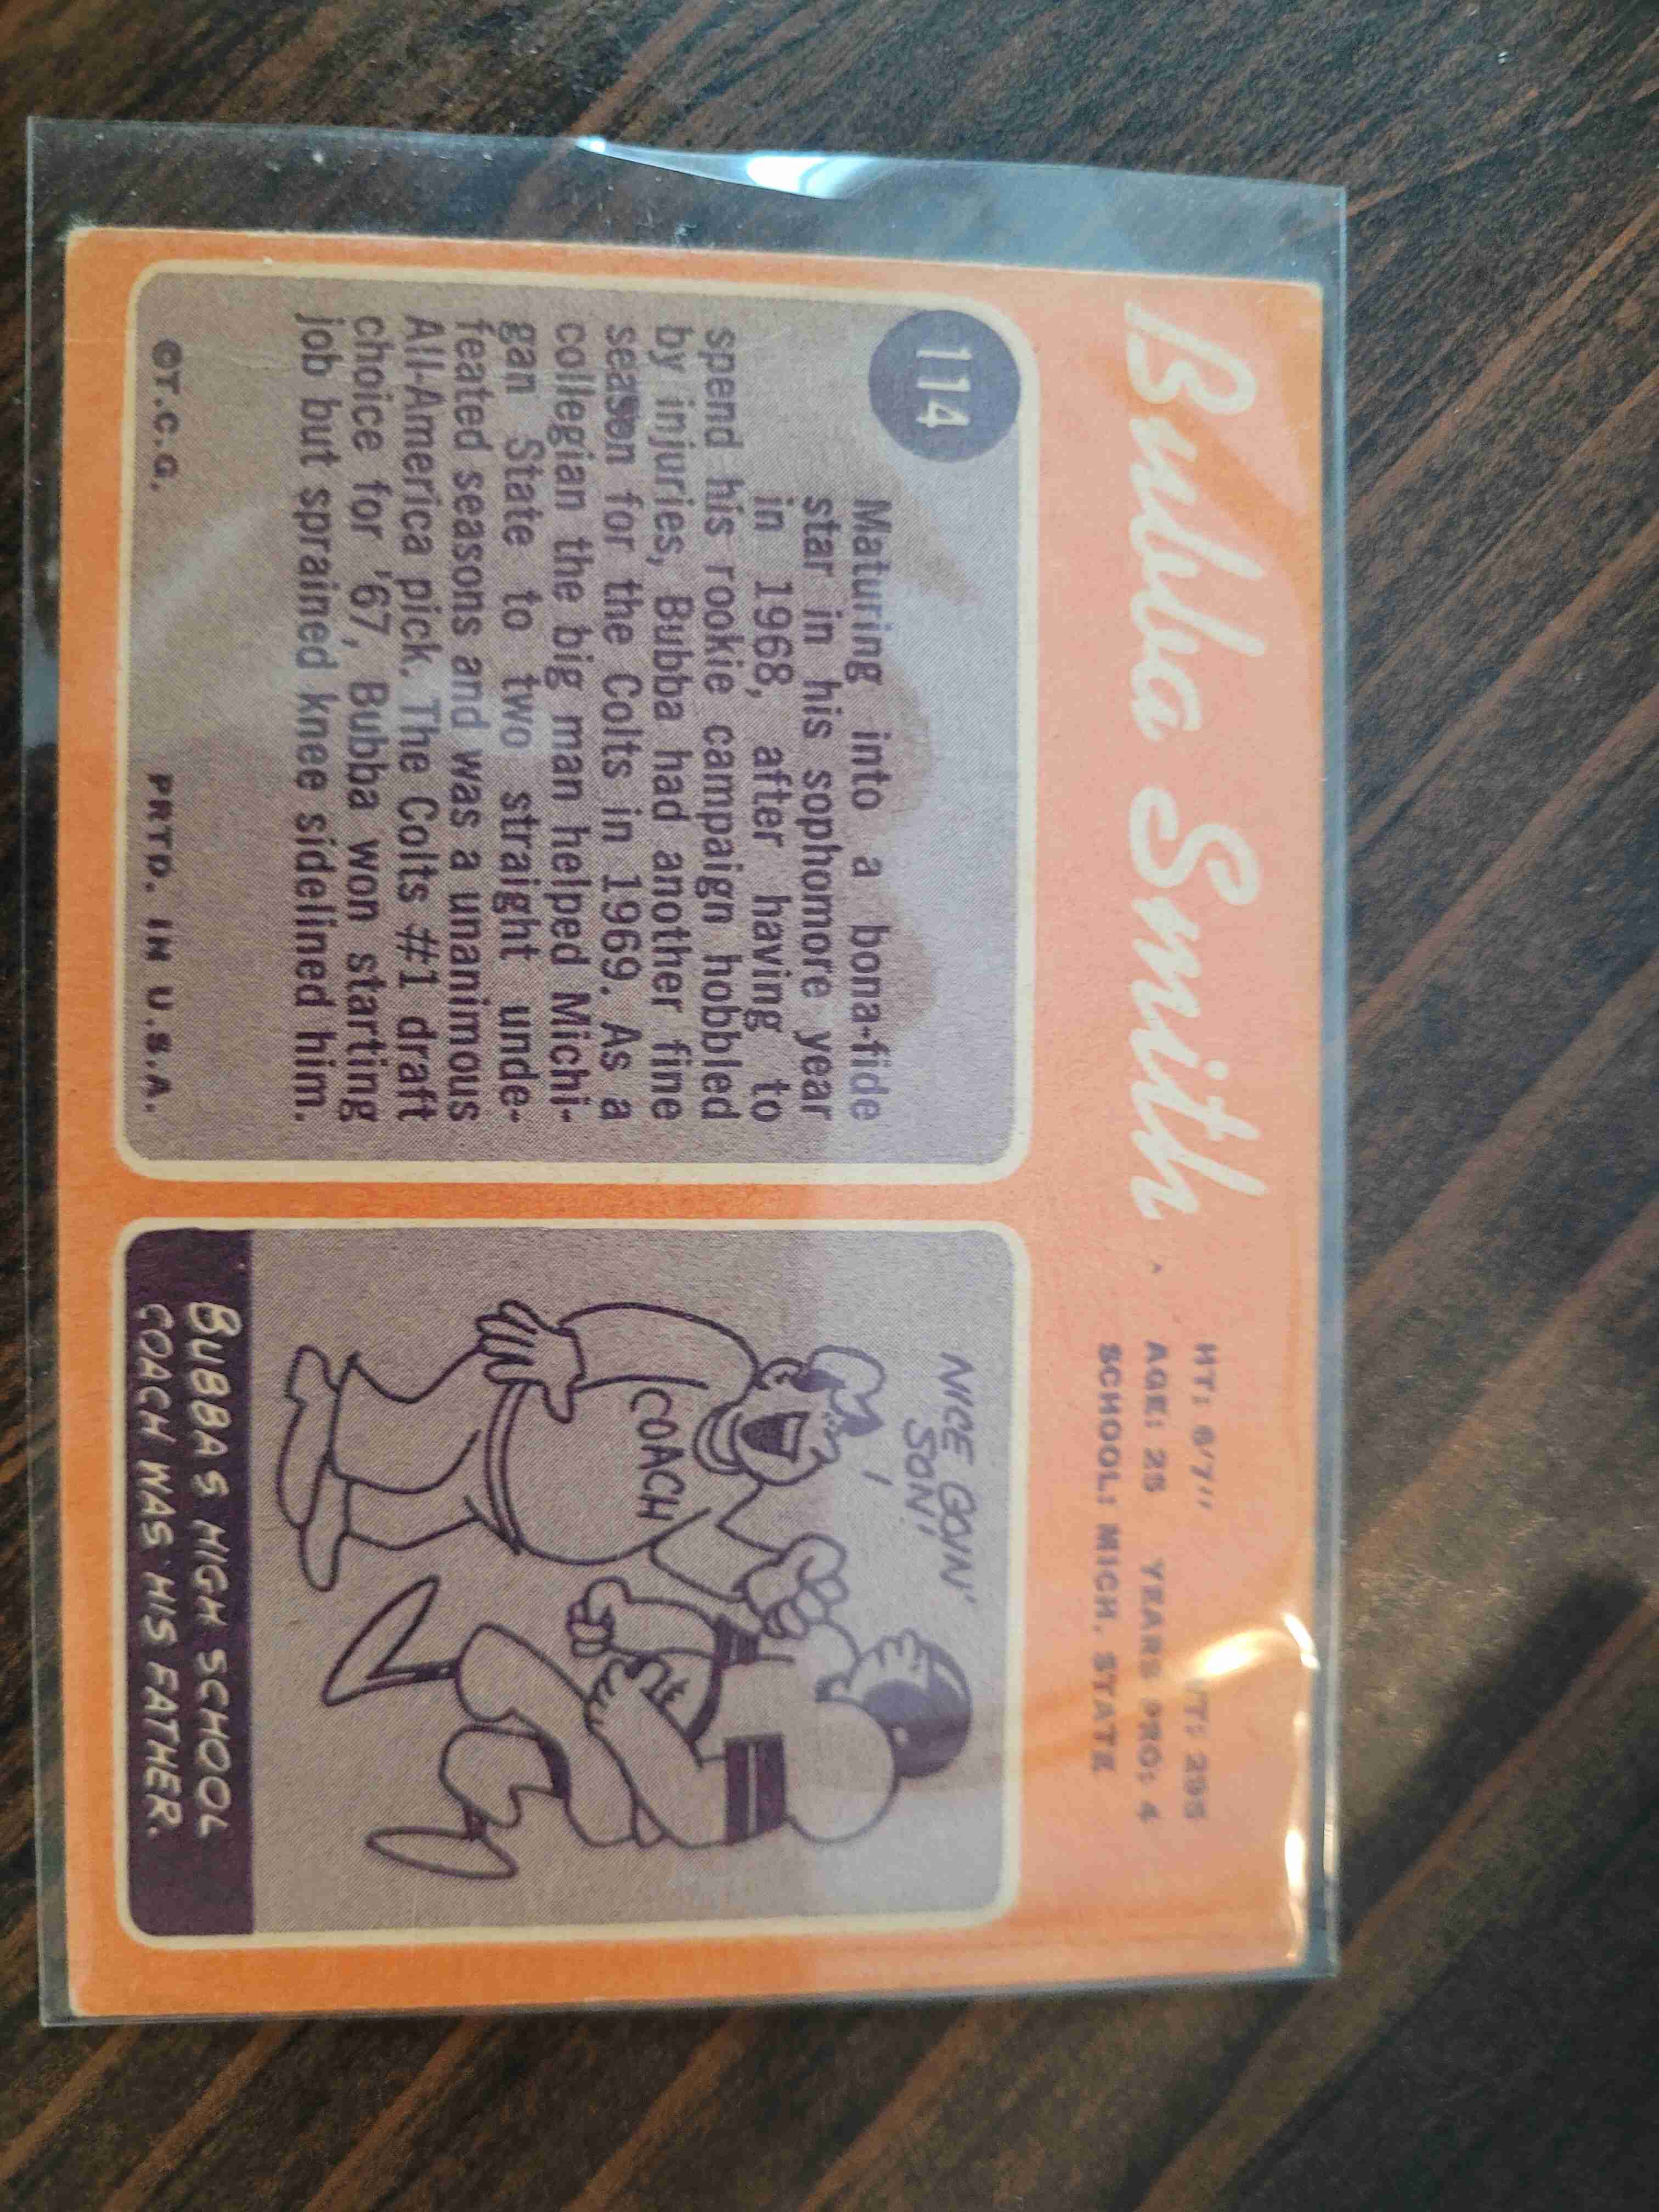 Bubba Smith
HT: 6'7" WT: 295
AGE: 25 YEARS PRO: 4
SCHOOL: MICH. STATE
114
Maturing into a bona-fide
star in his sophomore year
in 1968, after having to
spend his rookie campaign hobbled
by injuries, Bubba had another fine
season for the Colts in 1969. As a
collegian the big man helped Michi-
gan State to two straight unde-
feated seasons and was a unanimous
All-America pick. The Colts #1 draft
choice for '67, Bubba won starting
job but sprained knee sidelined him.
©T.C.G. PRTD. IN U.S.A.
NICE GOIN'
SON!
COACH
BUBBA'S HIGH SCHOOL
COACH WAS HIS FATHER.